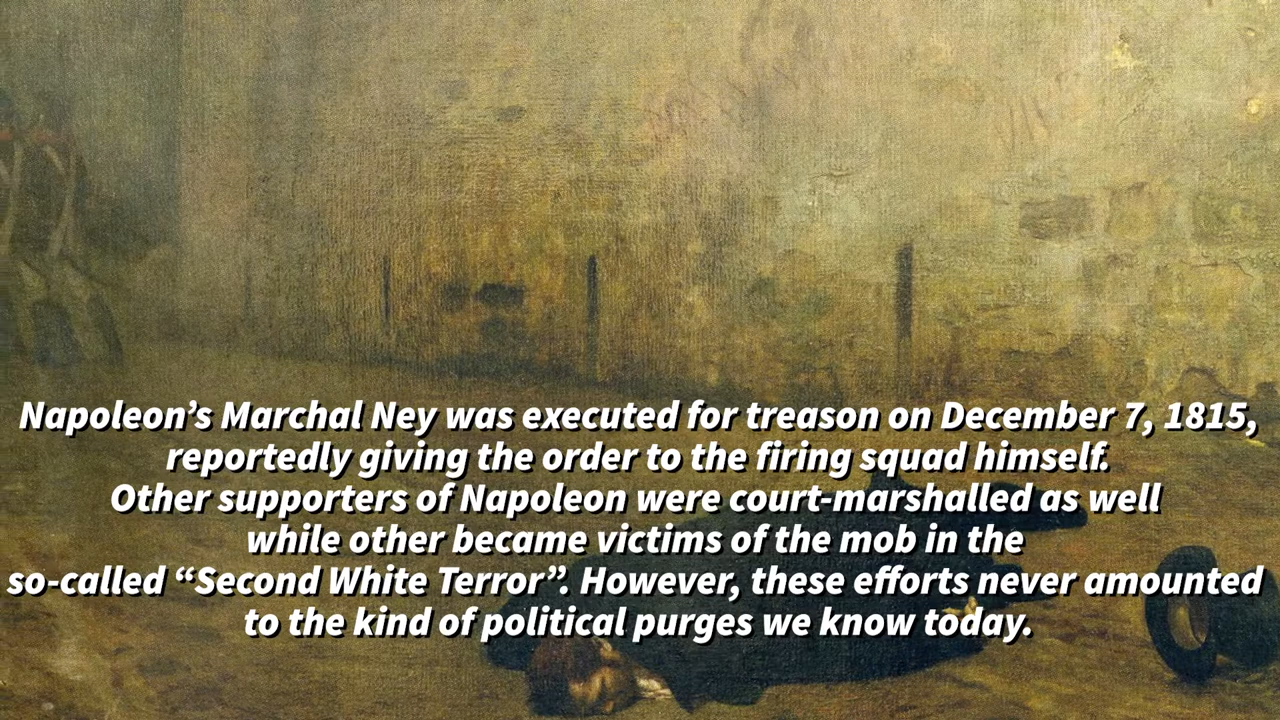 Napoleon’s Marchal Ney was executed for treason on December 7, 1815,
reportedly giving the order to the firing squad himself.
Other supporters of Napoleon were court-marshalled as well
while other became victims of the mob in the
so-called “Second White Terror”. However, these efforts never amounted
to the kind of political purges we know today.